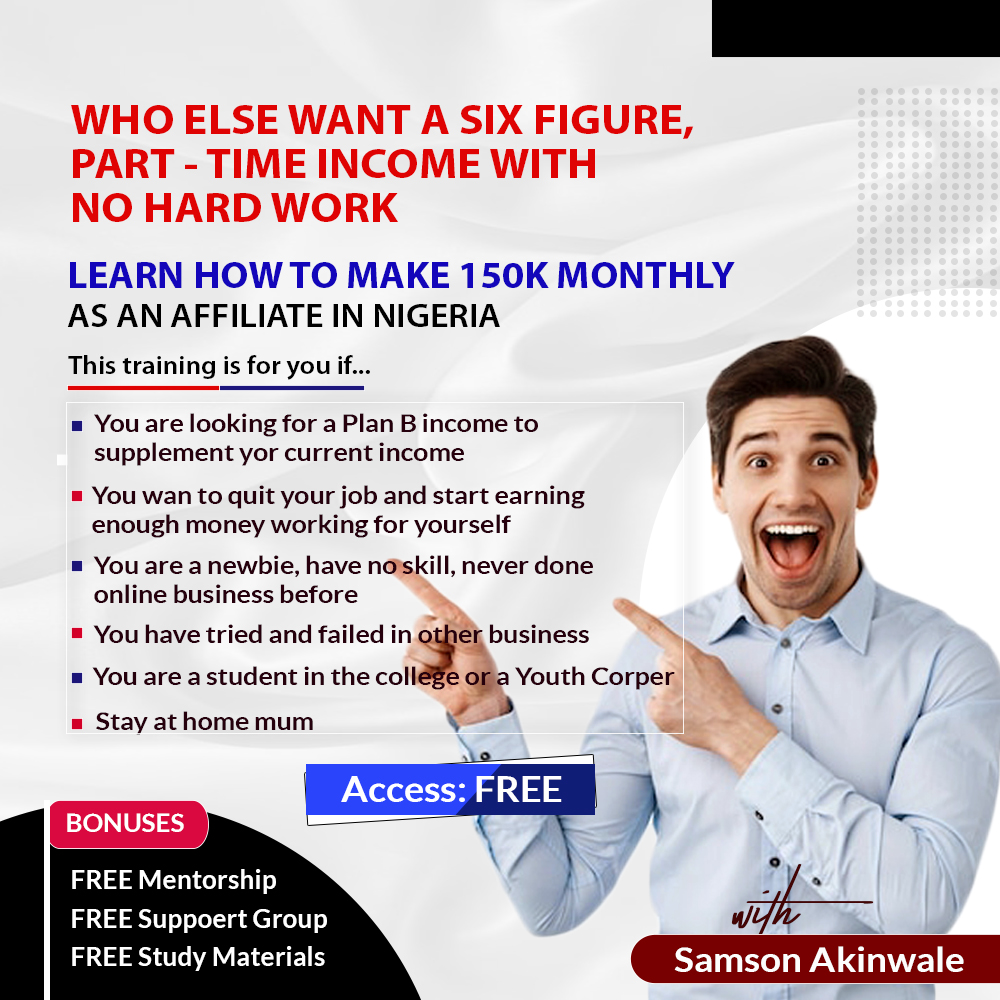 WHO ELSE WANT A SIX FIGURE,
PART - TIME INCOME WITH
NO HARD WORK
LEARN HOW TO MAKE 150K MONTHLY
AS AN AFFILIATE IN NIGERIA
This training is for you if...
You are looking for a Plan B income to
supplement yor current income
You wan to quit your job and start earning
enough money working for yourself
You are a newbie, have no skill, never done
online business before
You have tried and failed in other business
You are a student in the college or a Youth Corper
Stay at home mum
Access: FREE
BONUSES
FREE Mentorship
FREE Suppoert Group
FREE Study Materials
with
Samson Akinwale